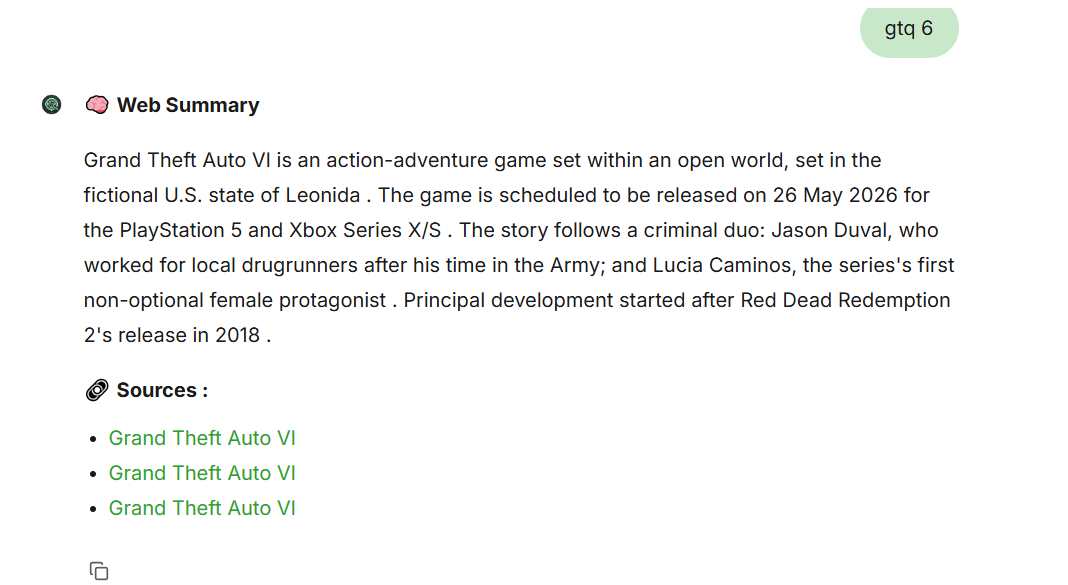 gtq 6
🧠 Web Summary
Grand Theft Auto VI is an action-adventure game set within an open world, set in the
fictional U.S. state of Leonida . The game is scheduled to be released on 26 May 2026 for
the PlayStation 5 and Xbox Series X/S . The story follows a criminal duo: Jason Duval, who
worked for local drugrunners after his time in the Army; and Lucia Caminos, the series's first
non-optional female protagonist . Principal development started after Red Dead Redemption
2's release in 2018 .
Sources :
• Grand Theft Auto VI
• Grand Theft Auto VI
• Grand Theft Auto VI